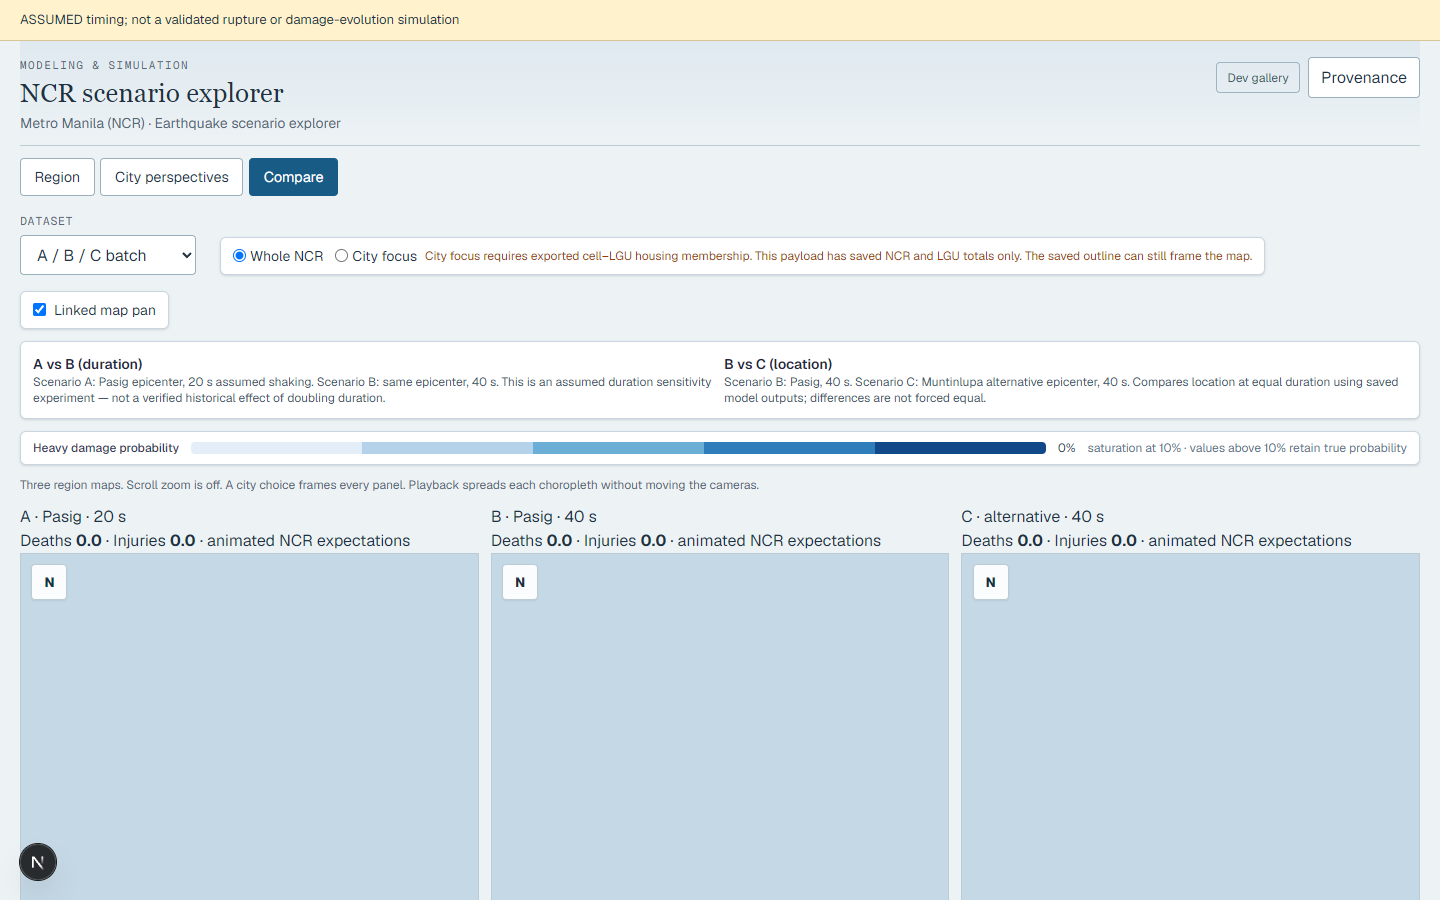 ASSUMED timing; not a validated rupture or damage-evolution simulation
MODELING & SIMULATION
NCR scenario explorer
Metro Manila (NCR) · Earthquake scenario explorer
Dev gallery
Provenance
Region
City perspectives
Compare
DATASET
A / B / C batch
Whole NCR
City focus
City focus requires exported cell–LGU housing membership. This payload has saved NCR and LGU totals only. The saved outline can still frame the map.
Linked map pan
A vs B (duration)
Scenario A: Pasig epicenter, 20 s assumed shaking. Scenario B: same epicenter, 40 s. This is an assumed duration sensitivity
experiment — not a verified historical effect of doubling duration.
B vs C (location)
Scenario B: Pasig, 40 s. Scenario C: Muntinlupa alternative epicenter, 40 s. Compares location at equal duration using saved
model outputs; differences are not forced equal.
Heavy damage probability
0%
saturation at 10% · values above 10% retain true probability
Three region maps. Scroll zoom is off. A city choice frames every panel. Playback spreads each choropleth without moving the cameras.
A · Pasig · 20 s
Deaths 0.0 · Injuries 0.0 · animated NCR expectations
N
B · Pasig · 40 s
Deaths 0.0 · Injuries 0.0 · animated NCR expectations
N
C · alternative · 40 s
Deaths 0.0 · Injuries 0.0 · animated NCR expectations
N
N